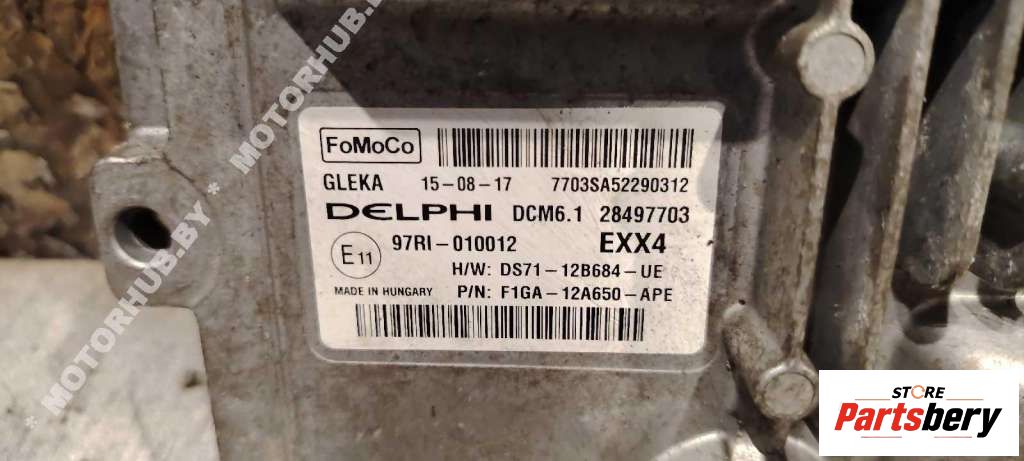 FoMoCo
GLEKA 15-08-17 7703SA52290312
DELPHI DCM6.1 28497703
E11 97RI-010012 EXX4
H/W: DS71-12B684-UE
MADE IN HUNGARY P/N: F1GA-12A650-APE
* MOTORHUB.BY * MOTORHUB.BY *
STORE
Partsbery